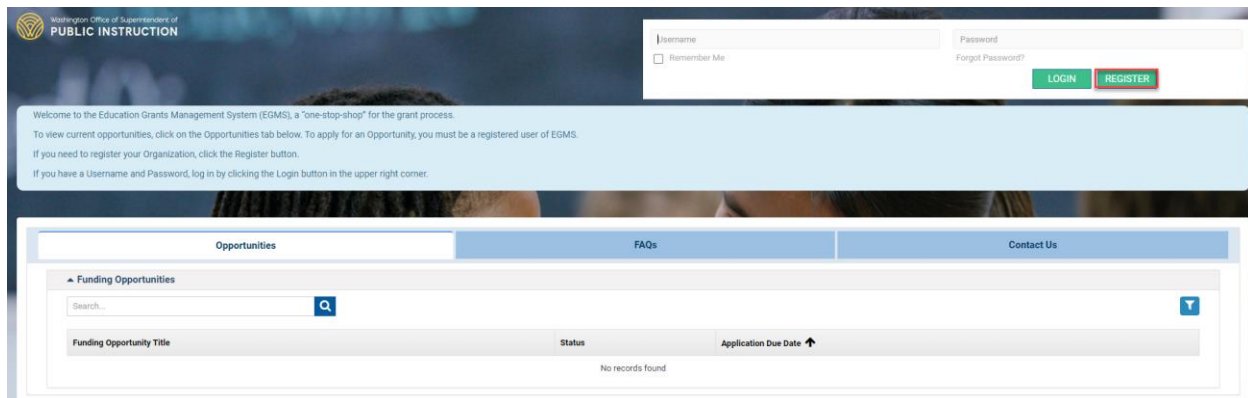 Washington Office of Superintendent of
PUBLIC INSTRUCTION
Username
Password
Remember Me
Forgot Password?
LOGIN
REGISTER
Welcome to the Education Grants Management System (EGMS), a "one-stop-shop" for the grant process.
To view current opportunities, click on the Opportunities tab below. To apply for an Opportunity, you must be a registered user of EGMS.
If you need to register your Organization, click the Register button.
If you have a Username and Password, log in by clicking the Login button in the upper right corner.
Opportunities
FAQs
Contact Us
Funding Opportunities
Search...
Funding Opportunity Title
Status
Application Due Date
No records found